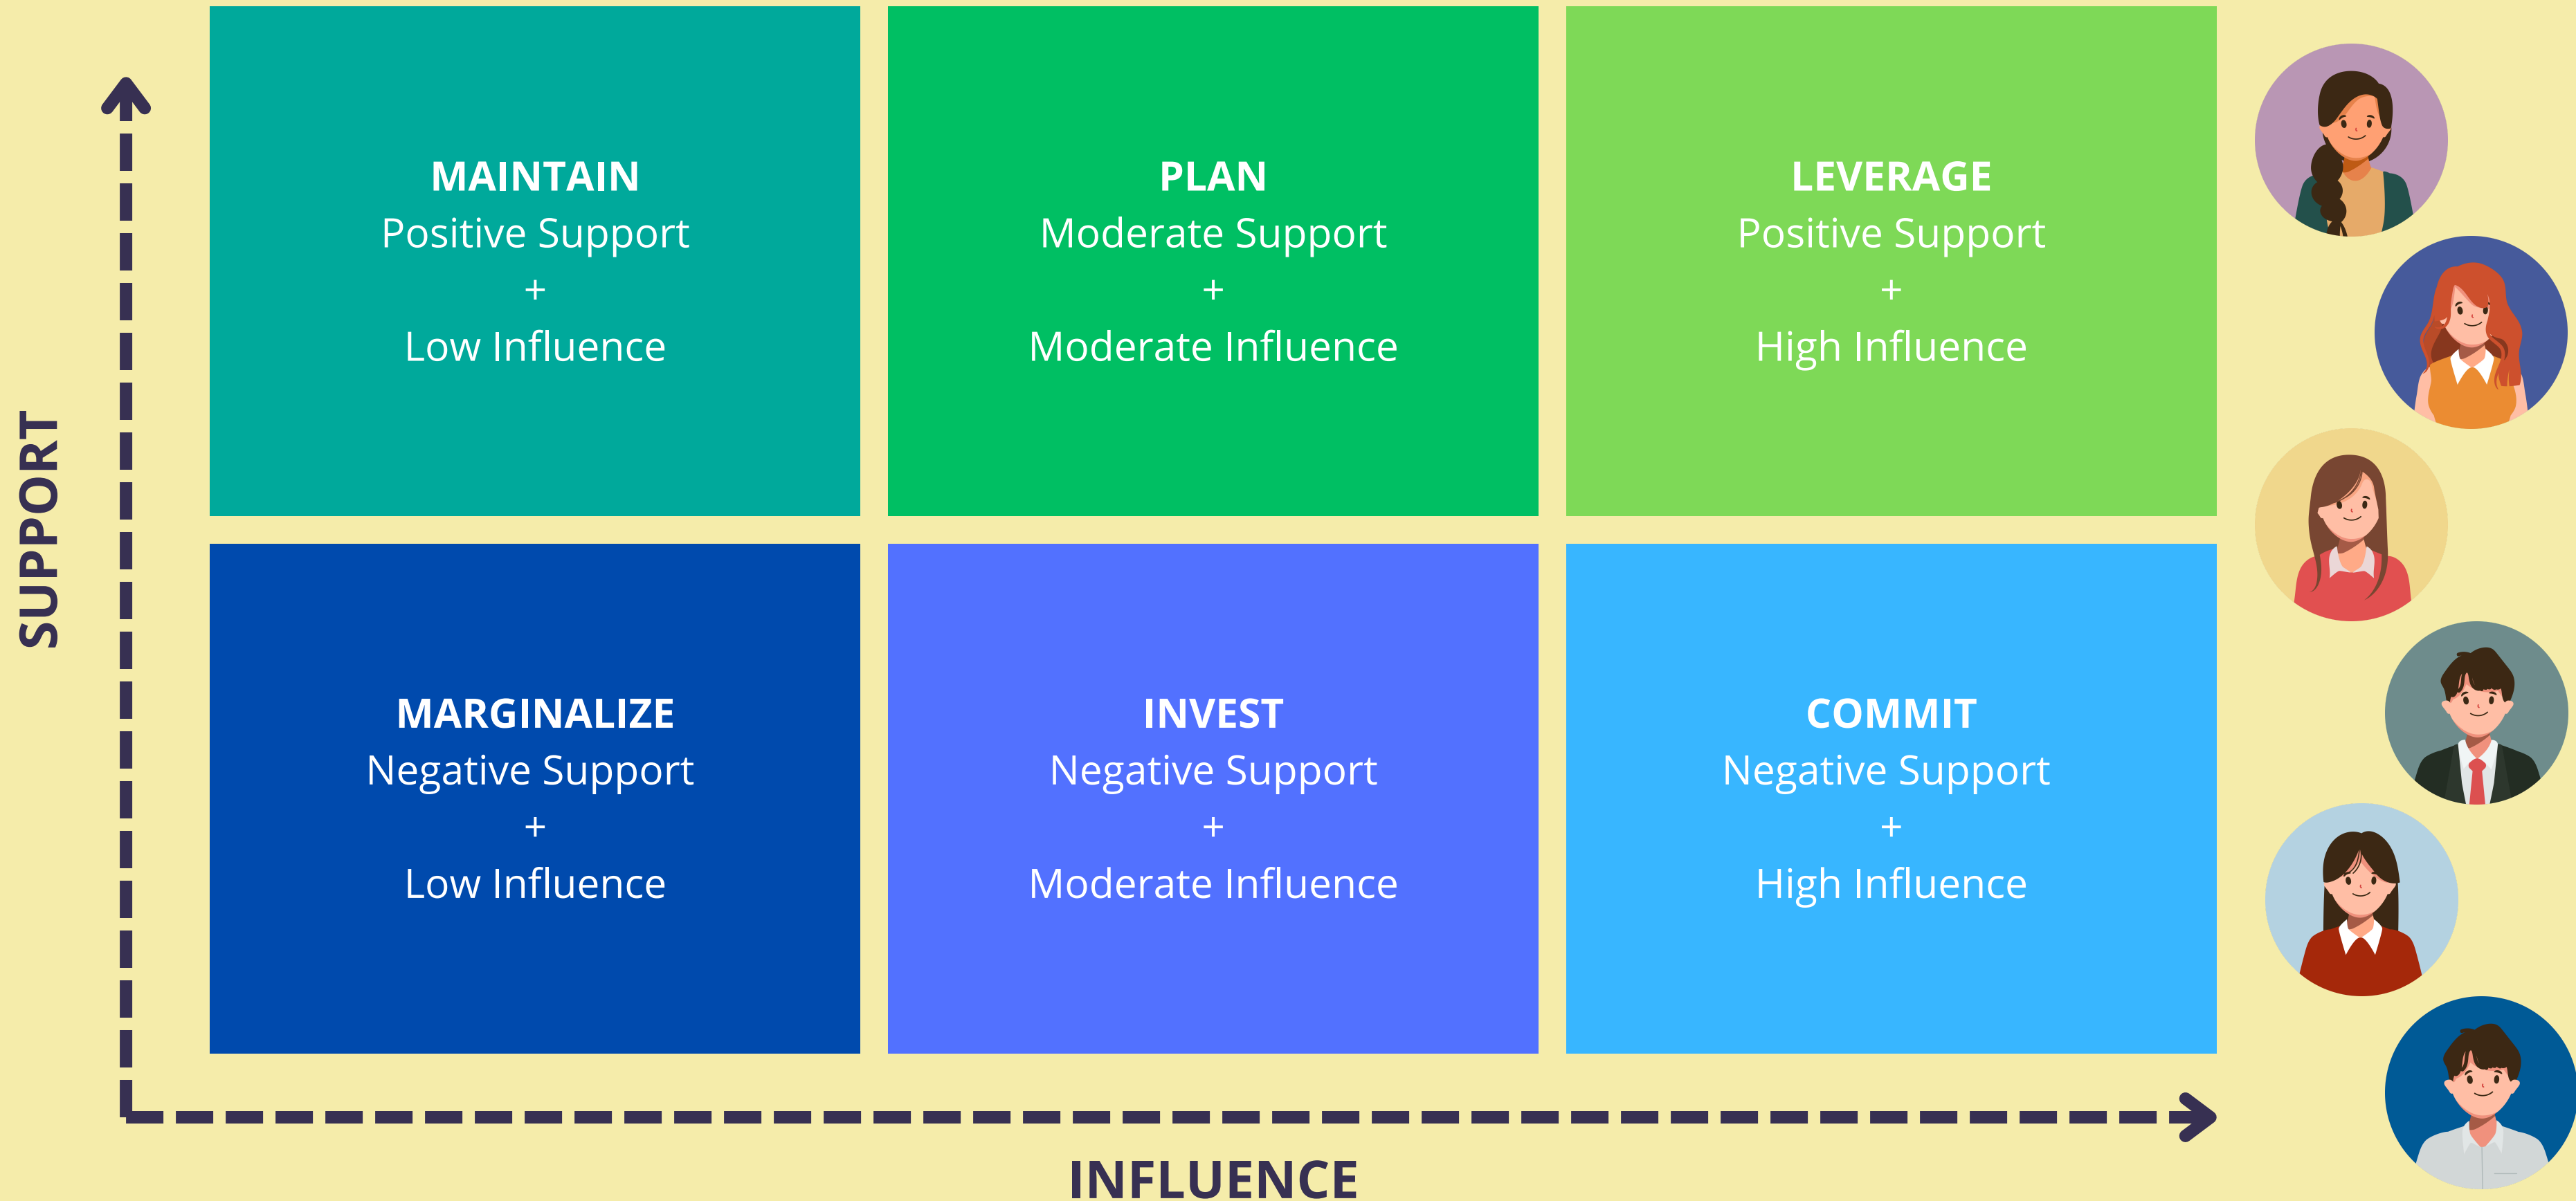 SUPPORT
MAINTAIN
Positive Support
+
Low Influence
PLAN
Moderate Support
+
Moderate Influence
LEVERAGE
Positive Support
+
High Influence
MARGINALIZE
Negative Support
+
Low Influence
INVEST
Negative Support
+
Moderate Influence
COMMIT
Negative Support
+
High Influence
INFLUENCE